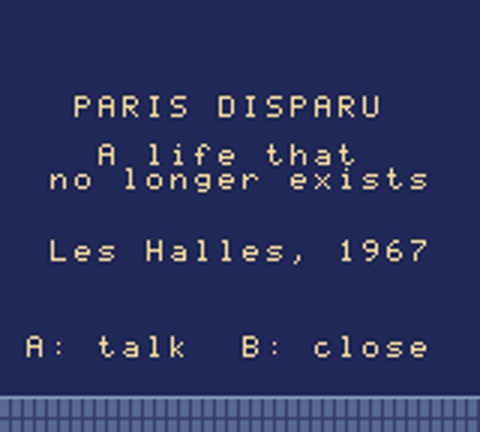 PARIS DISPARU
A life that
no longer exists
Les Halles, 1967
A: talk  B: close